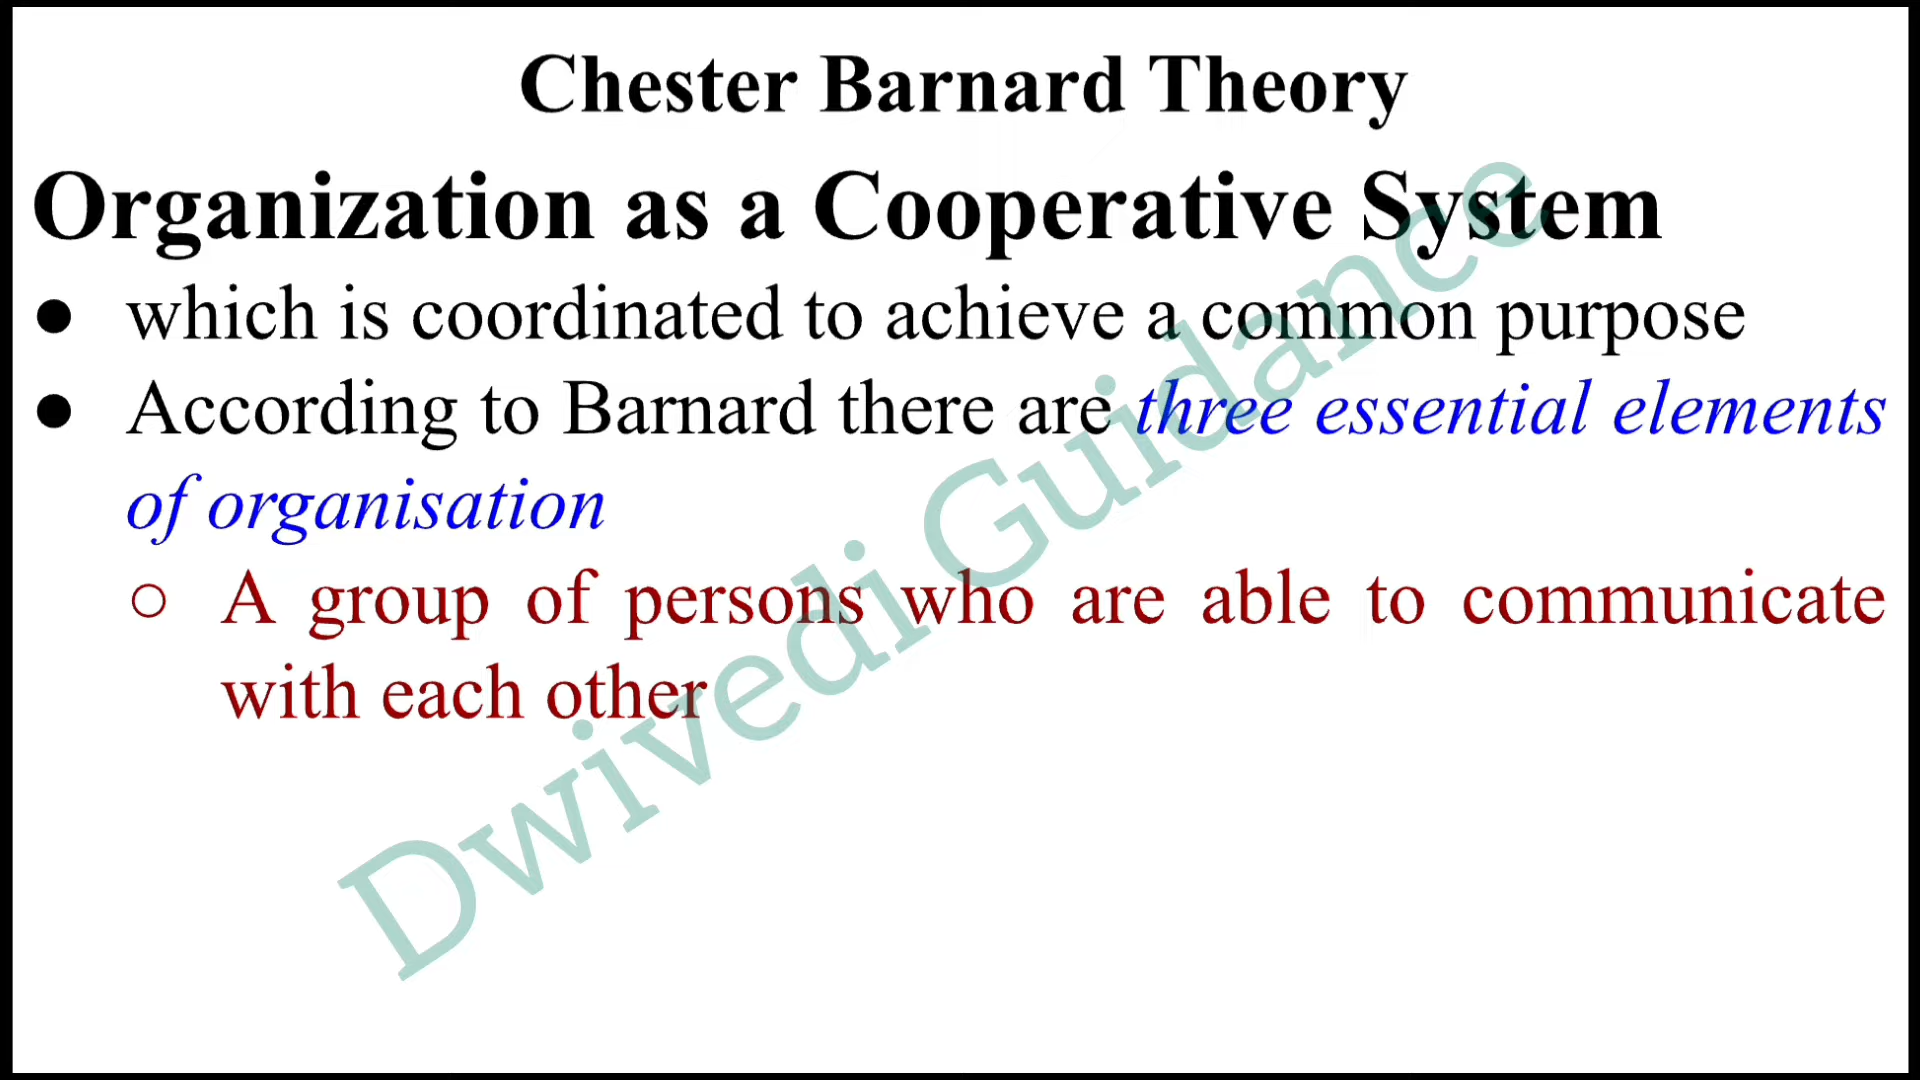 Chester Barnard Theory
Organization as a Cooperative System
● which is coordinated to achieve a common purpose
● According to Barnard there are three essential elements
of organisation
○ A group of persons who are able to communicate
with each other
Dwivedi Guidance